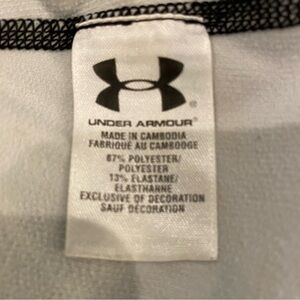 UNDER ARMOUR®
MADE IN CAMBODIA
FABRIQUÉ AU CAMBODGE
87% POLYESTER/
POLYESTER
13% ELASTANE/
ELASTHANNE
EXCLUSIVE OF DECORATION
SAUF DÉCORATION